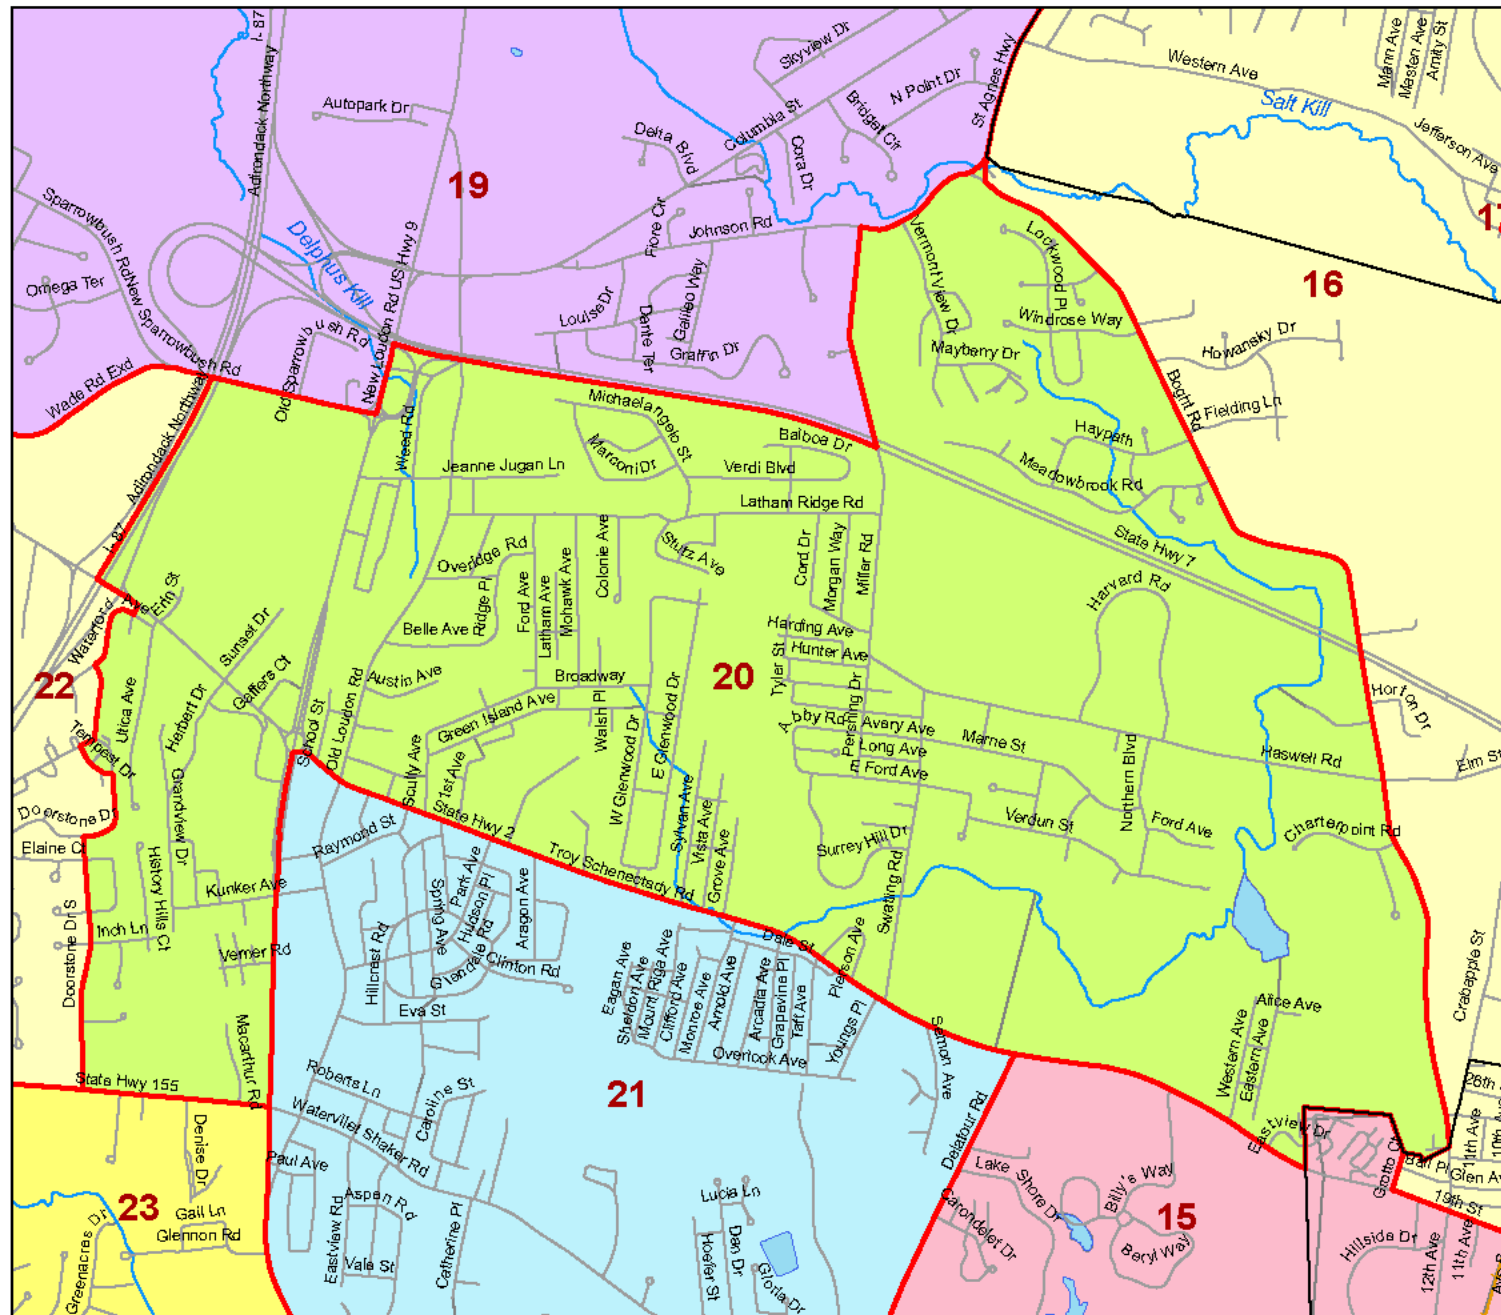 I- 87
Adirondack Northway
Autopark Dr
Skyview Dr
N Point Dr
St Agnes Hwy
Western Ave
Mann Ave
Masten Ave
Amity St
Salt Kill
Jefferson Ave
Delta Blvd
Columbia St
Bridget Cir
Cora Dr
19
17
Sparrowbush Rd
New Sparrowbush Rd
Omega Ter
Delphus Kill
US Hwy 9
New Loudon Rd
Fiore Cir
Johnson Rd
Vermont View Dr
Lockwood Pl
16
Louise Dr
Dante Ter
Galileo Way
Graffin Dr
Windrose Way
Mayberry Dr
Howansky Dr
Wade Rd Exd
Old Sparrowbush Rd
Adirondack Northway
I- 87
Weed Rd
Michaelangelo St
Marconi Dr
Balboa Dr
Jeanne Jugan Ln
Verdi Blvd
Latham Ridge Rd
Haypath
Meadowbrook Rd
Boght Rd
Fielding Ln
State Hwy 7
Overidge Rd
Ridge Pl
Ford Ave
Latham Ave
Mohawk Ave
Colonie Ave
Stutz Ave
Cord Dr
Morgan Way
Miller Rd
Harvard Rd
Waterford Ave
Erin St
Sunset Dr
Belle Ave
Harding Ave
Hunter Ave
Tyler St
22
Utica Ave
Herbert Dr
Gaffers Ct
Austin Ave
Broadway
20
Tempest Dr
Grandview Dr
School St
Old Loudon Rd
Green Island Ave
Walsh Pl
W Glenwood Dr
E Glenwood Dr
Abby Rd
Pershing Dr
Avery Ave
Long Ave
E Ford Ave
Marne St
Northern Blvd
Haswell Rd
Horton Dr
Elm St
Scully Ave
1st Ave
State Hwy 2
Doorstone Dr
Elaine C
Raymond St
Troy Schenectady Rd
Sylvan Ave
Vista Ave
Grove Ave
Surrey Hill Dr
Swatling Rd
Verdun St
Ford Ave
Charterpoint Rd
History Hills Ct
Kunker Ave
Park Ave
Hudson Pl
Spring Ave
Aragon Ave
Doorstone Dr S
Inch Ln
Verner Rd
Hillcrest Rd
Glendale Rd
Clinton Rd
Eva St
Dale St
Pierson Ave
Crabapple St
Eagan Ave
Sheldon Ave
Mount Riga Ave
Clifford Ave
Monroe Ave
Arnold Ave
Arcadia Ave
Grapevine Pl
Taft Ave
Youngs Pl
Overlook Ave
Semon Ave
Alice Ave
Western Ave
Eastern Ave
State Hwy 155
Macarthur Rd
Roberts Ln
Watervliet Shaker Rd
Caroline St
21
Delatour Rd
Eastview Dr
Grotto Ct
26th
11th Ave
10th Ave
Ball Pl
Glen Av
19th St
Denise Dr
Paul Ave
Aspen Rd
Eastview Rd
Vale St
Catherine Pl
Lucia Ln
Hoefer St
Dan Dr
Gloria Dr
Lake Shore Dr
Carondelet Dr
Billy's Way
15
Beryl Way
Hillside Dr
12th Ave
11th Ave
23
Gail Ln
Glennon Rd
Greenacres Dr